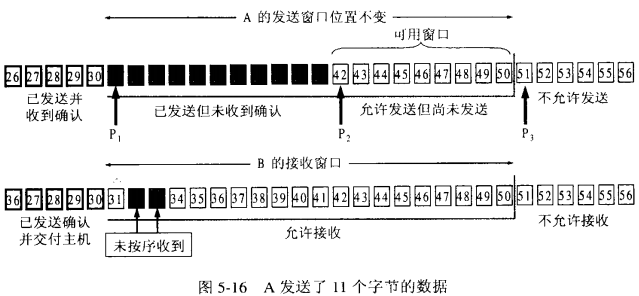 A 的发送窗口位置不变
可用窗口
26 27 28 29 30 42 43 44 45 46 47 48 49 50 51 52 53 54 55 56
已发送并
收到确认
已发送但未收到确认
允许发送但尚未发送
不允许发送
P1
P2
P3
B 的接收窗口
36 27 28 29 30 31 34 35 36 37 38 39 40 41 42 43 44 45 46 47 48 49 50 51 52 53 54 55 56
已发送确认
并交付主机
未按序收到
允许接收
不允许接收
图 5-16 A 发送了 11 个字节的数据